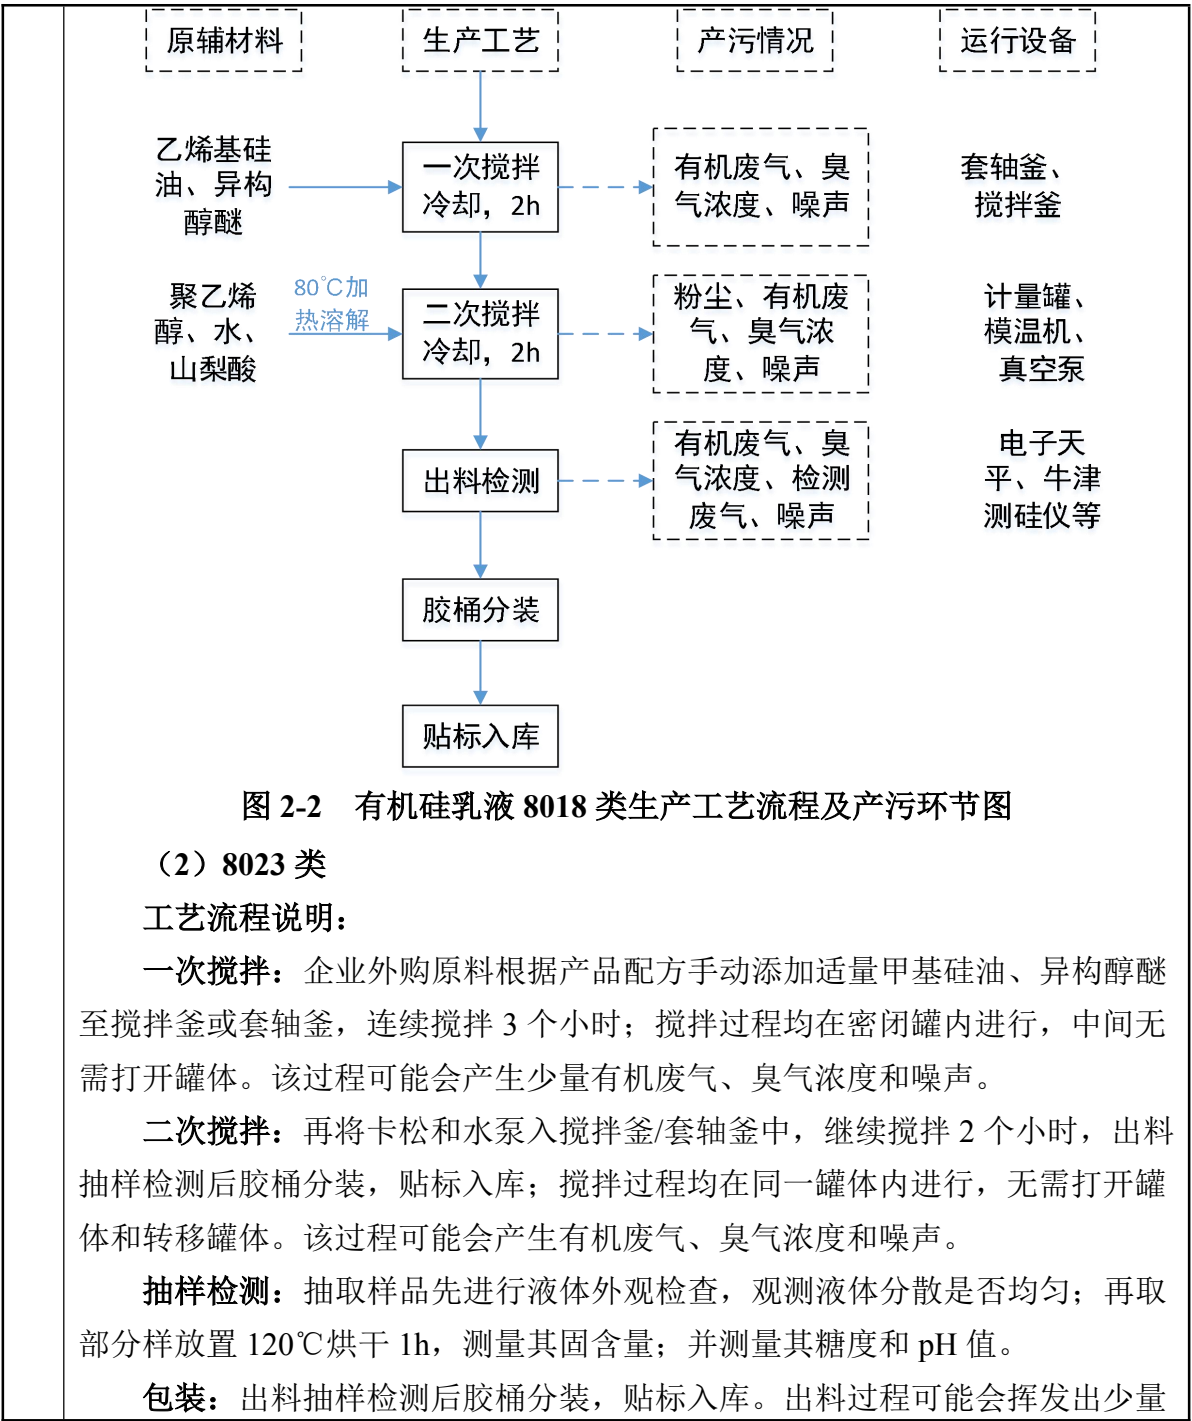 原辅材料
生产工艺
产污情况
运行设备
乙烯基硅
油、异构
醇醚
一次搅拌
冷却，2h
有机废气、臭
气浓度、噪声
套轴釜、
搅拌釜
聚乙烯
醇、水、
山梨酸
80℃加
热溶解
二次搅拌
冷却，2h
粉尘、有机废
气、臭气浓
度、噪声
计量罐、
模温机、
真空泵
出料检测
有机废气、臭
气浓度、检测
废气、噪声
电子天
平、牛津
测硅仪等
胶桶分装
贴标入库
图 2-2 有机硅乳液 8018 类生产工艺流程及产污环节图
（2）8023 类
工艺流程说明：
一次搅拌：企业外购原料根据产品配方手动添加适量甲基硅油、异构醇醚
至搅拌釜或套轴釜，连续搅拌 3 个小时；搅拌过程均在密闭罐内进行，中间无
需打开罐体。该过程可能会产生少量有机废气、臭气浓度和噪声。
二次搅拌：再将卡松和水泵入搅拌釜/套轴釜中，继续搅拌 2 个小时，出料
抽样检测后胶桶分装，贴标入库；搅拌过程均在同一罐体内进行，无需打开罐
体和转移罐体。该过程可能会产生有机废气、臭气浓度和噪声。
抽样检测：抽取样品先进行液体外观检查，观测液体分散是否均匀；再取
部分样放置 120℃烘干 1h，测量其固含量；并测量其糖度和 pH 值。
包装：出料抽样检测后胶桶分装，贴标入库。出料过程可能会挥发出少量